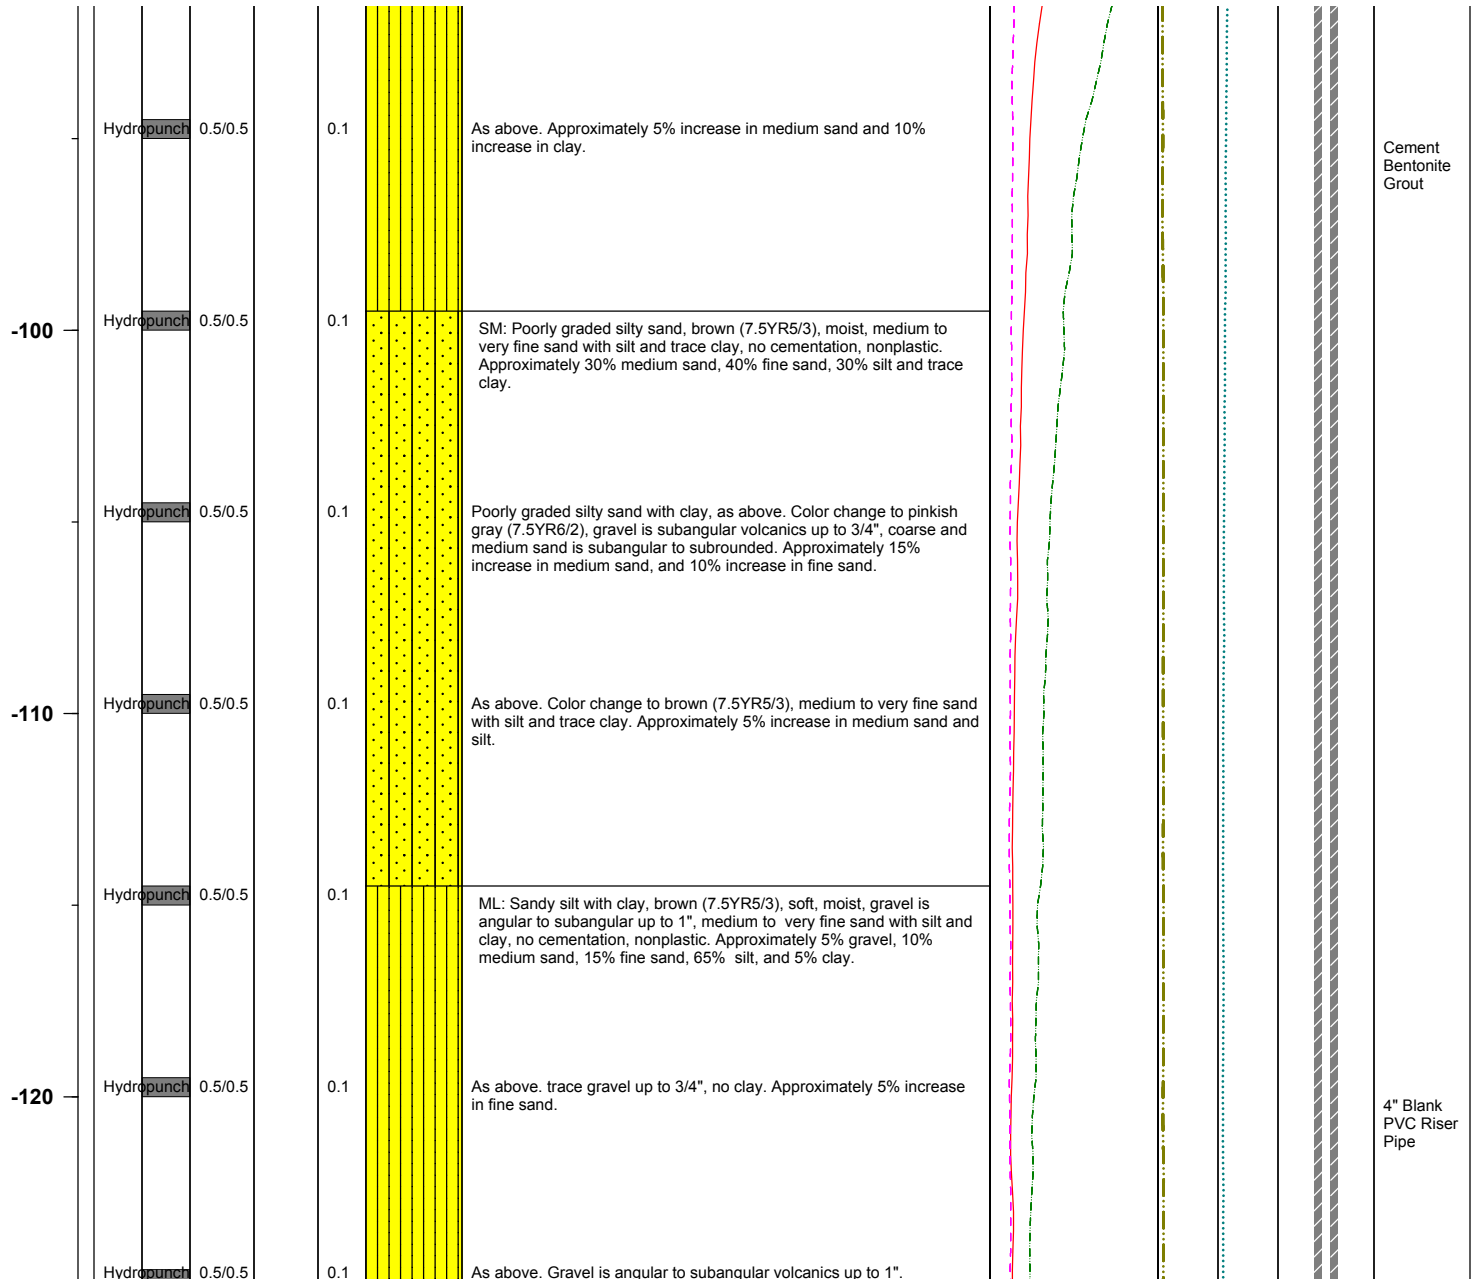 Hydropunch 0.5/0.5 0.1 As above. Approximately 5% increase in medium sand and 10%
increase in clay.
Cement
Bentonite
Grout
-100
Hydropunch 0.5/0.5 0.1
SM: Poorly graded silty sand, brown (7.5YR5/3), moist, medium to
very fine sand with silt and trace clay, no cementation, nonplastic.
Approximately 30% medium sand, 40% fine sand, 30% silt and trace
clay.
Hydropunch 0.5/0.5 0.1 Poorly graded silty sand with clay, as above. Color change to pinkish
gray (7.5YR6/2), gravel is subangular volcanics up to 3/4", coarse and
medium sand is subangular to subrounded. Approximately 15%
increase in medium sand, and 10% increase in fine sand.
-110
Hydropunch 0.5/0.5 0.1 As above. Color change to brown (7.5YR5/3), medium to very fine sand
with silt and trace clay. Approximately 5% increase in medium sand and
silt.
Hydropunch 0.5/0.5 0.1
ML: Sandy silt with clay, brown (7.5YR5/3), soft, moist, gravel is
angular to subangular up to 1", medium to very fine sand with silt and
clay, no cementation, nonplastic. Approximately 5% gravel, 10%
medium sand, 15% fine sand, 65% silt, and 5% clay.
-120
Hydropunch 0.5/0.5 0.1 As above. trace gravel up to 3/4", no clay. Approximately 5% increase
in fine sand.
4" Blank
PVC Riser
Pipe
Hydropunch 0.5/0.5 0.1 As above. Gravel is angular to subangular volcanics up to 1".